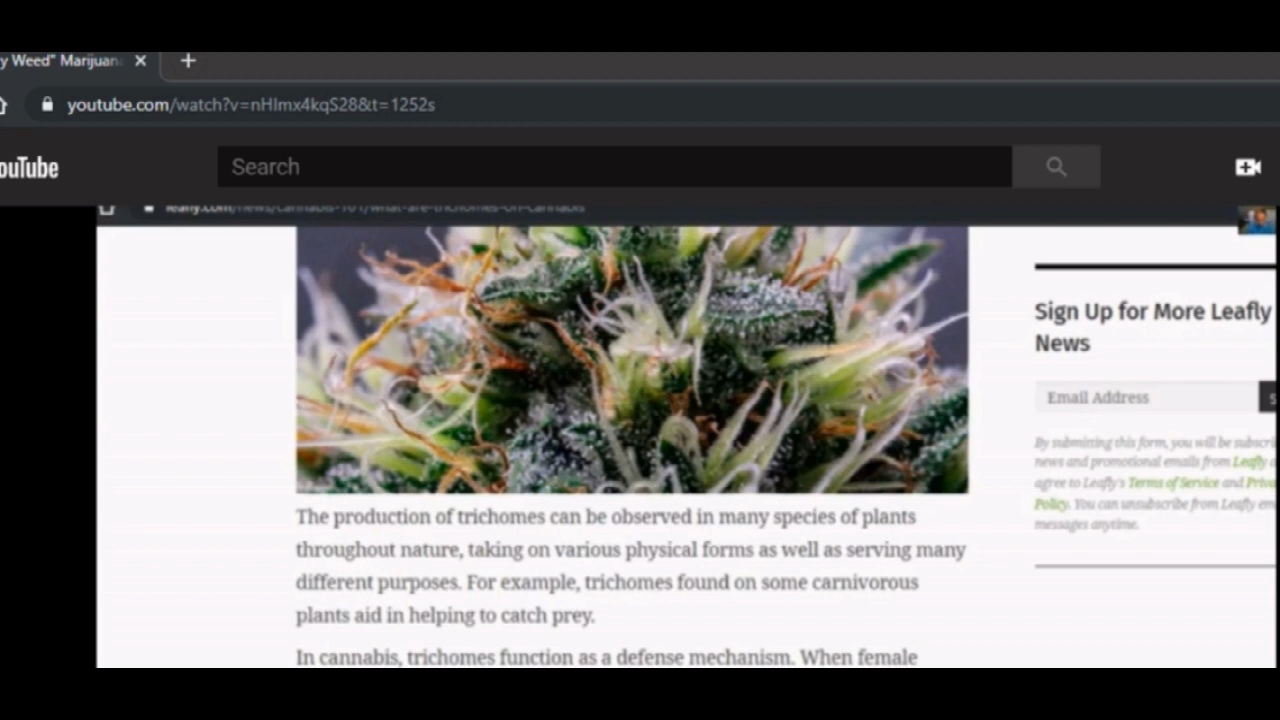 y Weed" Marijuan
youtube.com/watch?v=nHlmx4kqS28&t=1252s
ouTube
Search
leafly.com/news/cannabis-101/what-are-trichomes-on-cannabis
Sign Up for More Leafly
News
Email Address
S
By submitting this form, you will be subscri
news and promotional emails from Leafly
agree to Leafly's Terms of Service and Priva
Policy. You can unsubscribe from Leafly em
messages anytime.
The production of trichomes can be observed in many species of plants
throughout nature, taking on various physical forms as well as serving many
different purposes. For example, trichomes found on some carnivorous
plants aid in helping to catch prey.
In cannabis, trichomes function as a defense mechanism. When female